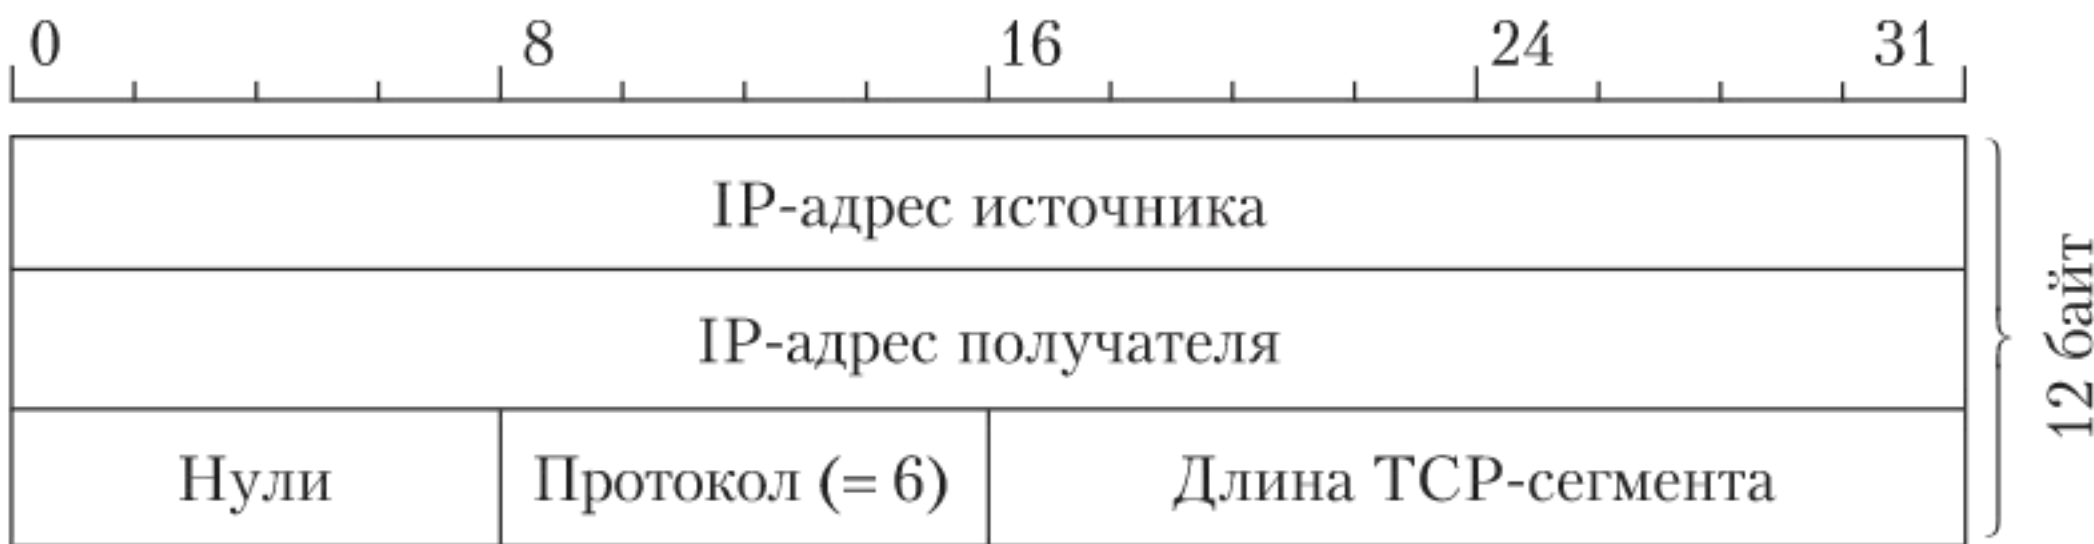 0 8 16 24 31
IP-адрес источника
IP-адрес получателя
Нули Протокол (= 6) Длина TCP-сегмента
12 байт